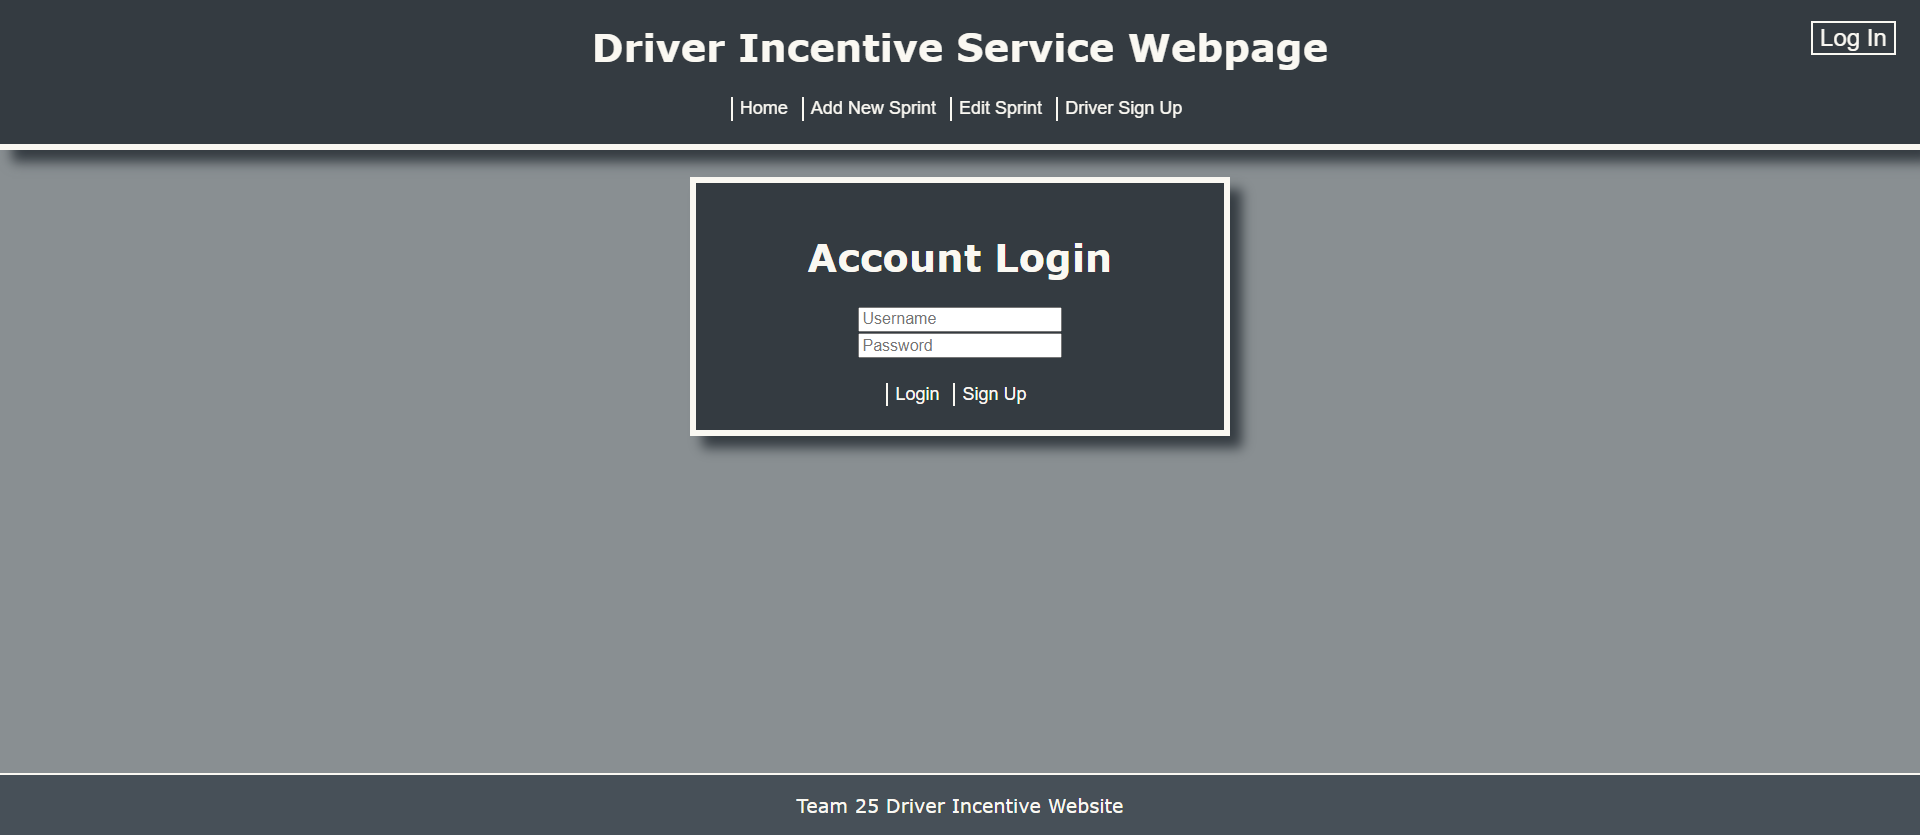 Driver Incentive Service Webpage
Log In
Home Add New Sprint Edit Sprint Driver Sign Up
Account Login
Username
Password
Login Sign Up
Team 25 Driver Incentive Website